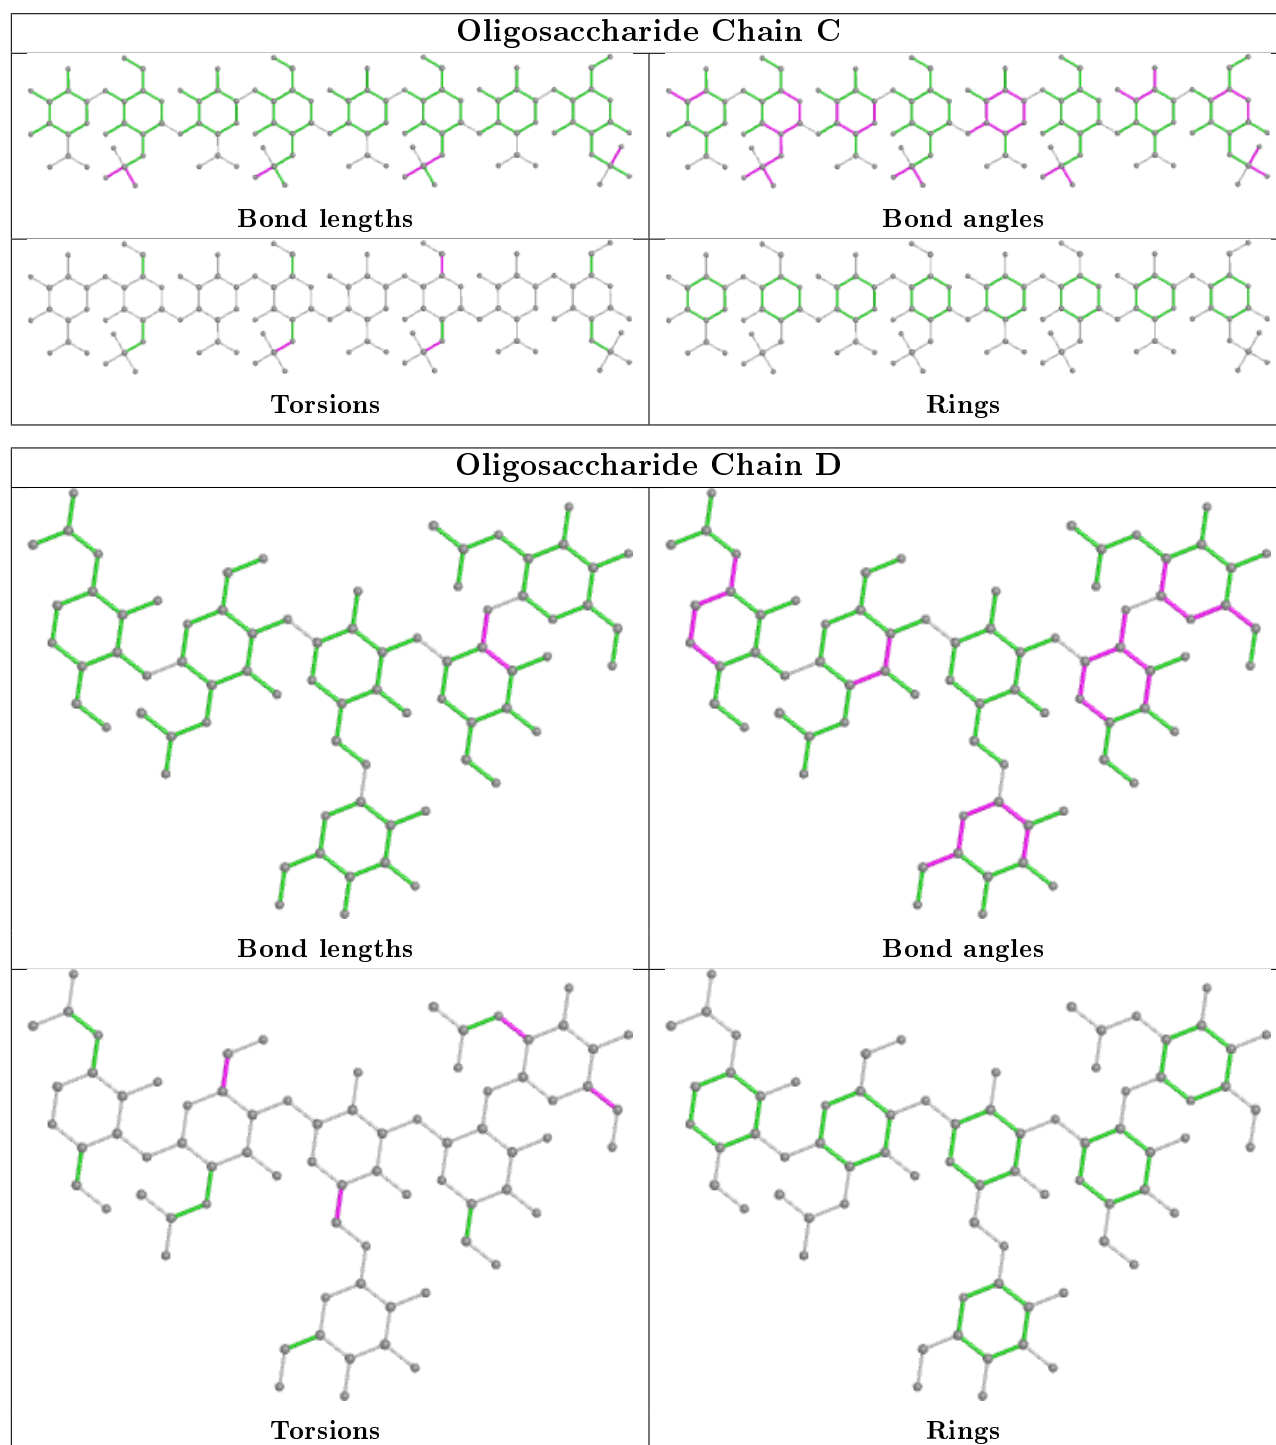 Oligosaccharide Chain C
Bond lengths
Bond angles
Torsions
Rings
Oligosaccharide Chain D
Bond lengths
Bond angles
Torsions
Rings